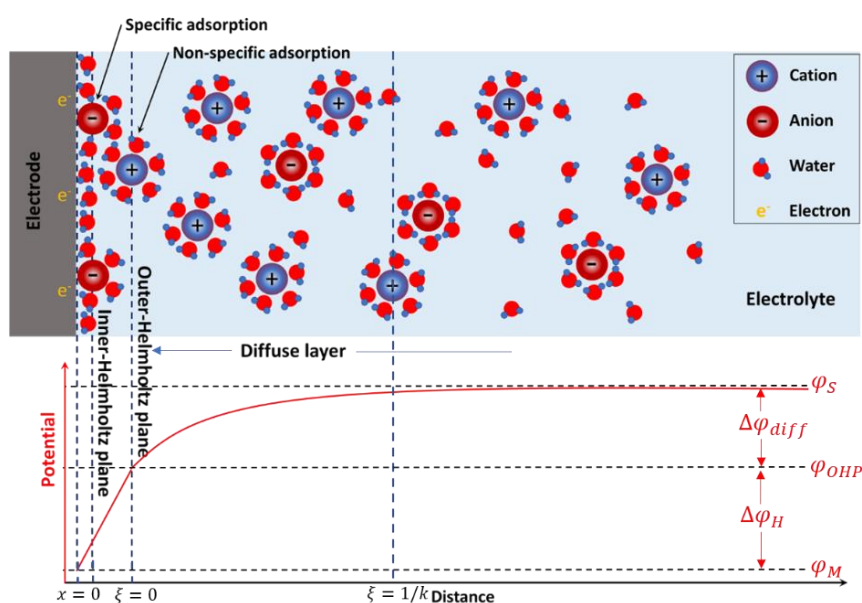 Specific adsorption
Non-specific adsorption
Electrode
e⁻
e⁻
e⁻
+
+
+
+
+
+
+
+
−
−
−
−
−
+ Cation
− Anion
Water
e⁻ Electron
Electrolyte
Inner-Helmholtz plane
Outer-Helmholtz plane
Diffuse layer
Potential
φ_S
Δφ_diff
φ_OHP
Δφ_H
φ_M
x = 0
ξ = 0
ξ = 1/k
Distance